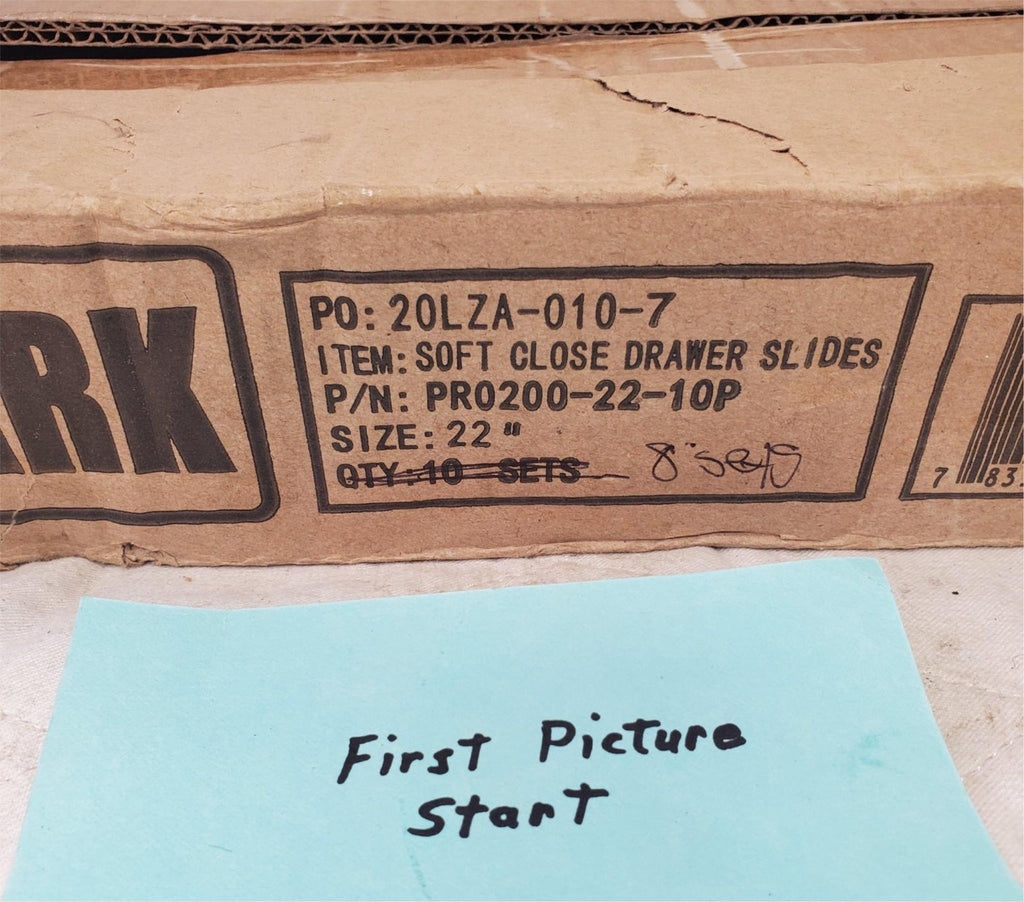 RK
PO: 20LZA-010-7
ITEM: SOFT CLOSE DRAWER SLIDES
P/N: PRO200-22-10P
SIZE: 22"
QTY:10 SETS 8 sets
7 83
First Picture
Start